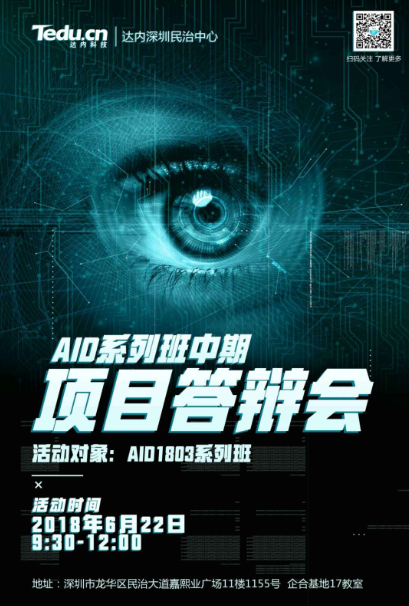 Tedu.cn 达内科技 | 达内深圳民治中心
扫码关注 了解更多
AID系列班中期
项目答辩会
活动对象：AID1803系列班
×
活动时间
2018年6月22日
9:30-12:00
地址：深圳市龙华区民治大道嘉熙业广场11楼1155号 企合基地17教室